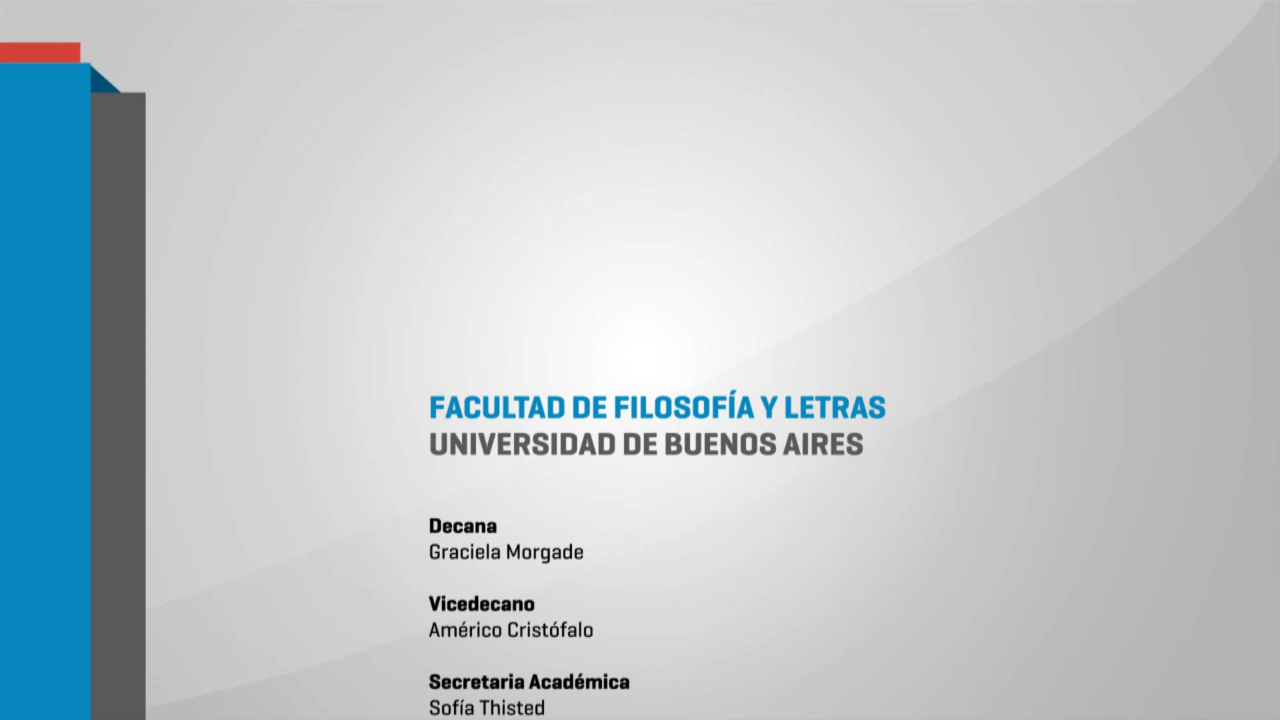 FACULTAD DE FILOSOFÍA Y LETRAS
UNIVERSIDAD DE BUENOS AIRES
Decana
Graciela Morgade
Vicedecano
Américo Cristófalo
Secretaria Académica
Sofía Thisted